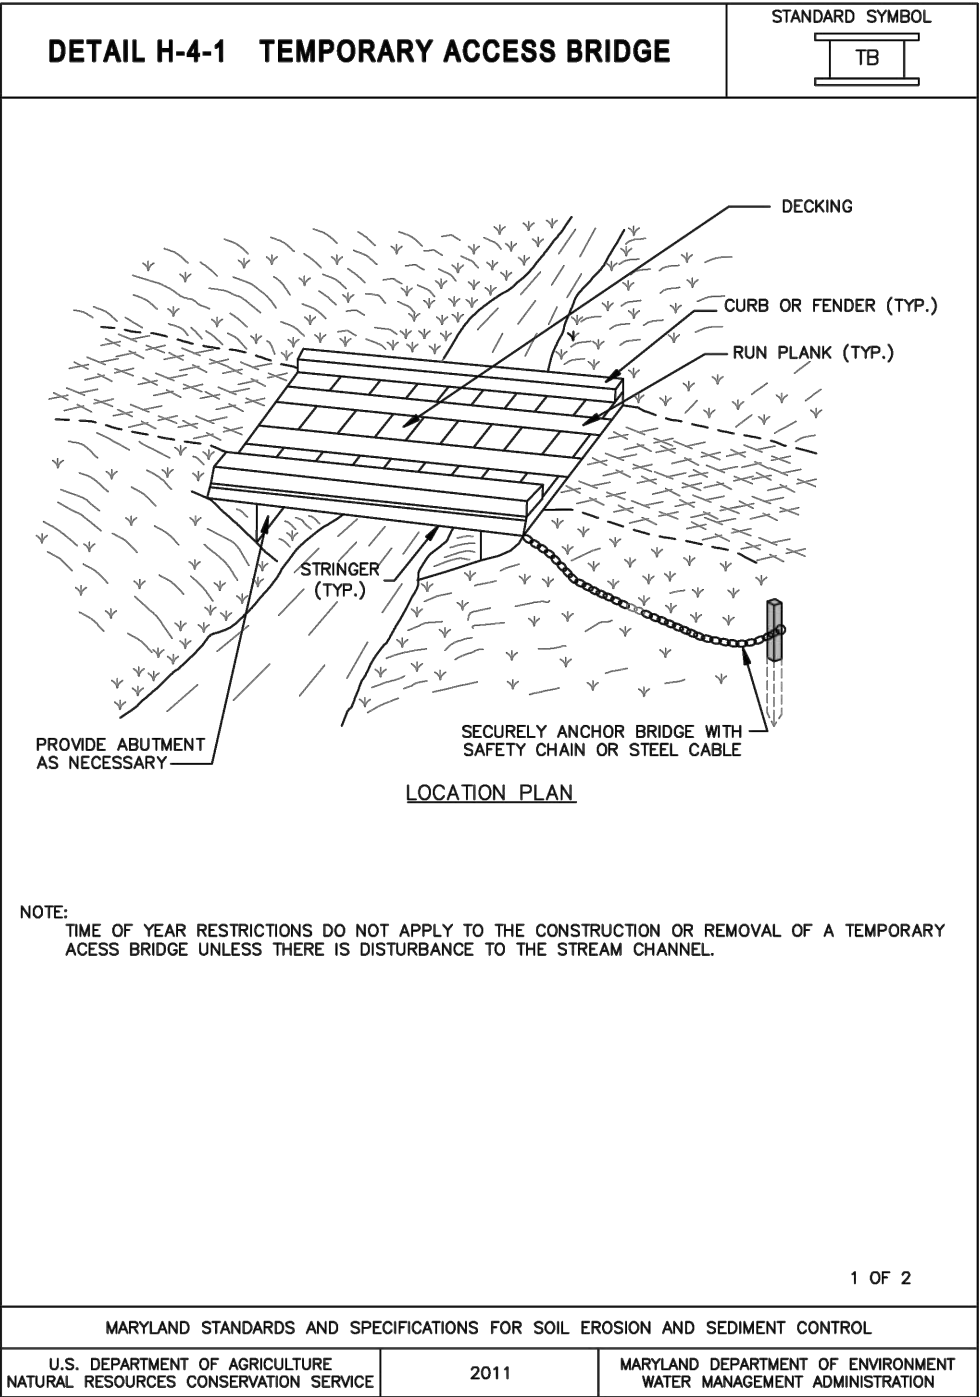 DETAIL H-4-1 TEMPORARY ACCESS BRIDGE
STANDARD SYMBOL
TB
DECKING
CURB OR FENDER (TYP.)
RUN PLANK (TYP.)
STRINGER
(TYP.)
PROVIDE ABUTMENT
AS NECESSARY
SECURELY ANCHOR BRIDGE WITH
SAFETY CHAIN OR STEEL CABLE
LOCATION PLAN
NOTE:
TIME OF YEAR RESTRICTIONS DO NOT APPLY TO THE CONSTRUCTION OR REMOVAL OF A TEMPORARY
ACESS BRIDGE UNLESS THERE IS DISTURBANCE TO THE STREAM CHANNEL.
1 OF 2
MARYLAND STANDARDS AND SPECIFICATIONS FOR SOIL EROSION AND SEDIMENT CONTROL
U.S. DEPARTMENT OF AGRICULTURE
NATURAL RESOURCES CONSERVATION SERVICE
2011
MARYLAND DEPARTMENT OF ENVIRONMENT
WATER MANAGEMENT ADMINISTRATION